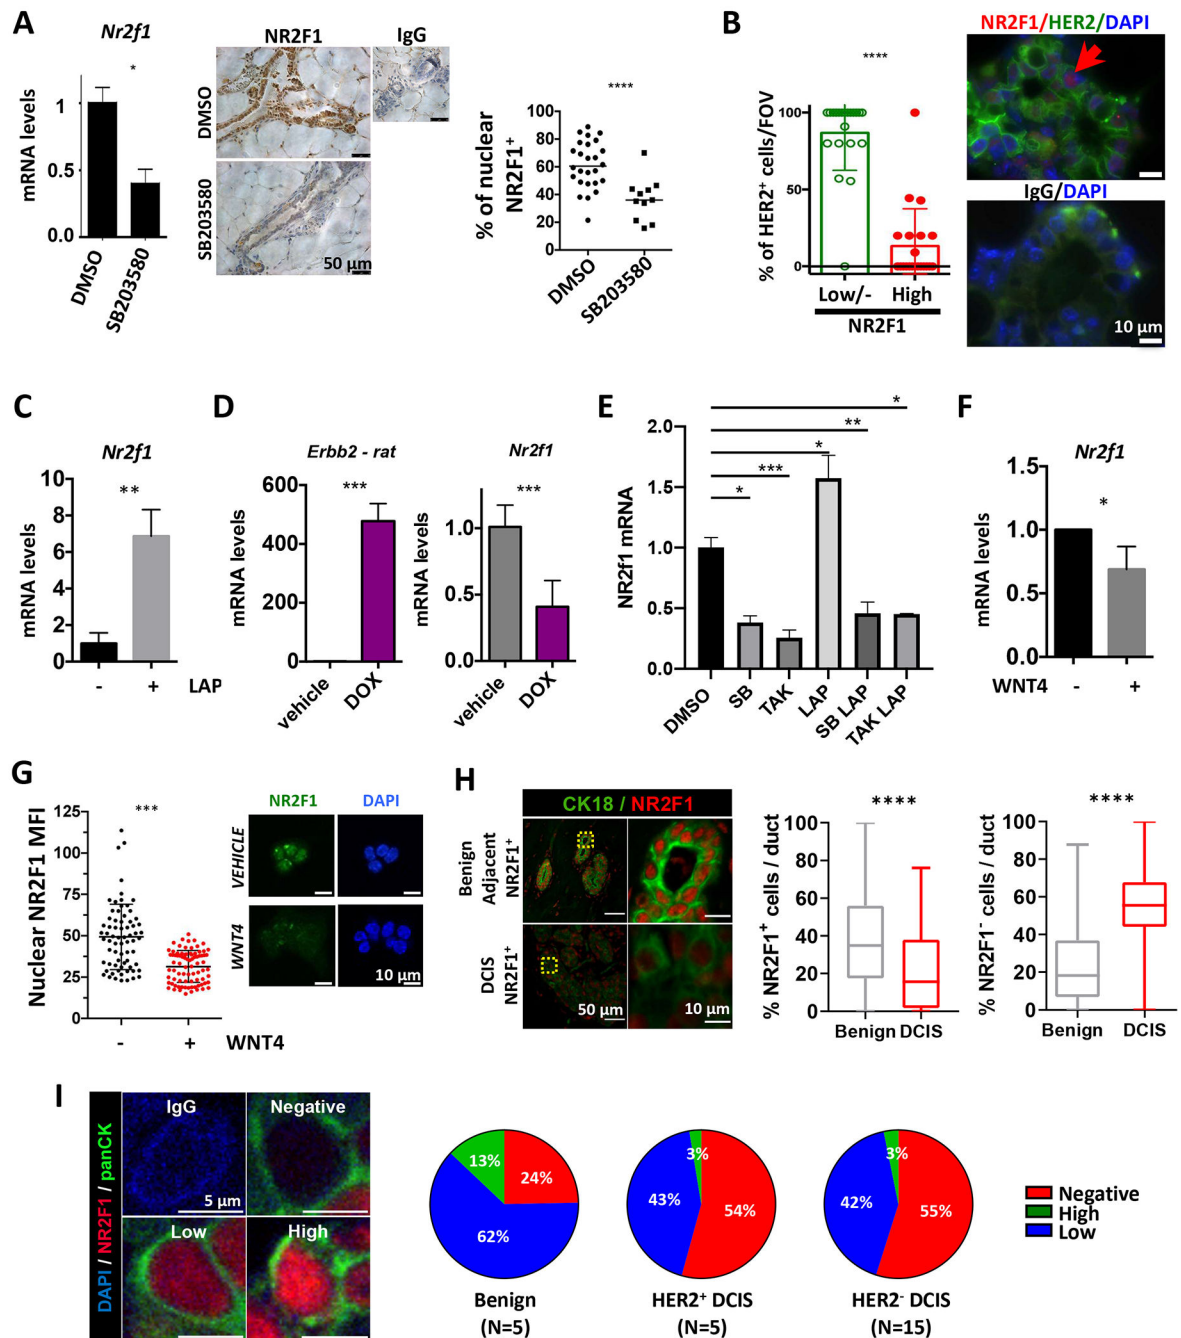 A
Nr2f1
*
mRNA levels
1
0.5
0.0
DMSO
SB203580
NR2F1
IgG
DMSO
SB203580
50 µm
% of nuclear
NR2F1+
****
100
80
60
40
20
0
DMSO
SB203580
B
****
% of HER2+ cells/FOV
100
50
0
Low/-
High
NR2F1
NR2F1/HER2/DAPI
IgG/DAPI
10 µm
C
Nr2f1
**
mRNA levels
10
8
6
4
2
0
-
+
LAP
D
Erbb2 - rat
***
mRNA levels
600
400
200
0
vehicle
DOX
Nr2f1
***
mRNA levels
1.0
0.5
0.0
vehicle
DOX
E
NR2f1 mRNA
2.0
1.5
1.0
0.5
0.0
*
**
*
***
*
DMSO
SB
TAK
LAP
SB LAP
TAK LAP
F
Nr2f1
*
mRNA levels
1.5
1.0
0.5
0.0
WNT4
-
+
G
Nuclear NR2F1 MFI
***
125
100
75
50
25
0
-
+
WNT4
NR2F1
DAPI
VEHICLE
WNT4
10 µm
H
CK18 / NR2F1
Benign
Adjacent
NR2F1+
DCIS
NR2F1+
50 µm
10 µm
****
% NR2F1+ cells / duct
100
80
60
40
20
0
Benign
DCIS
****
% NR2F1- cells / duct
100
80
60
40
20
0
Benign
DCIS
I
DAPI / NR2F1 / panCK
IgG
5 µm
Negative
Low
High
13%
24%
62%
Benign
(N=5)
3%
43%
54%
HER2+ DCIS
(N=5)
3%
42%
55%
HER2- DCIS
(N=15)
Negative
High
Low